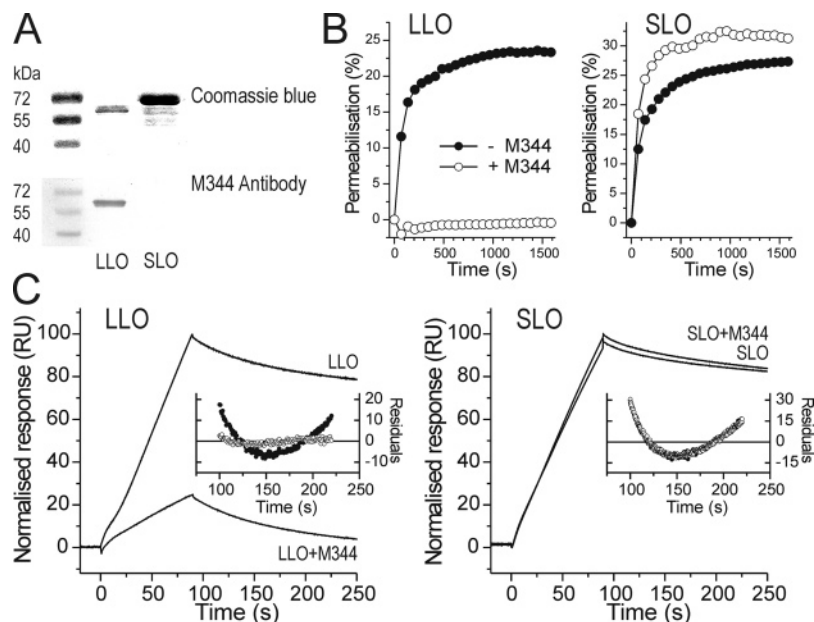 A
kDa
72
55
40
Coomassie blue
72
55
40
M344 Antibody
LLO SLO
B
LLO
Permeabilisation (%)
25
20
15
10
5
0
- M344
+ M344
0 500 1000 1500
Time (s)
SLO
Permeabilisation (%)
30
25
20
15
10
5
0
0 500 1000 1500
Time (s)
C
LLO
Normalised response (RU)
100
80
60
40
20
0
LLO
20
10
0
-10
Residuals
100 150 200
Time (s)
LLO+M344
0 50 100 150 200 250
Time (s)
SLO
Normalised response (RU)
100
80
60
40
20
0
SLO+M344
SLO
30
15
0
-15
Residuals
100 150 200
Time (s)
0 50 100 150 200 250
Time (s)